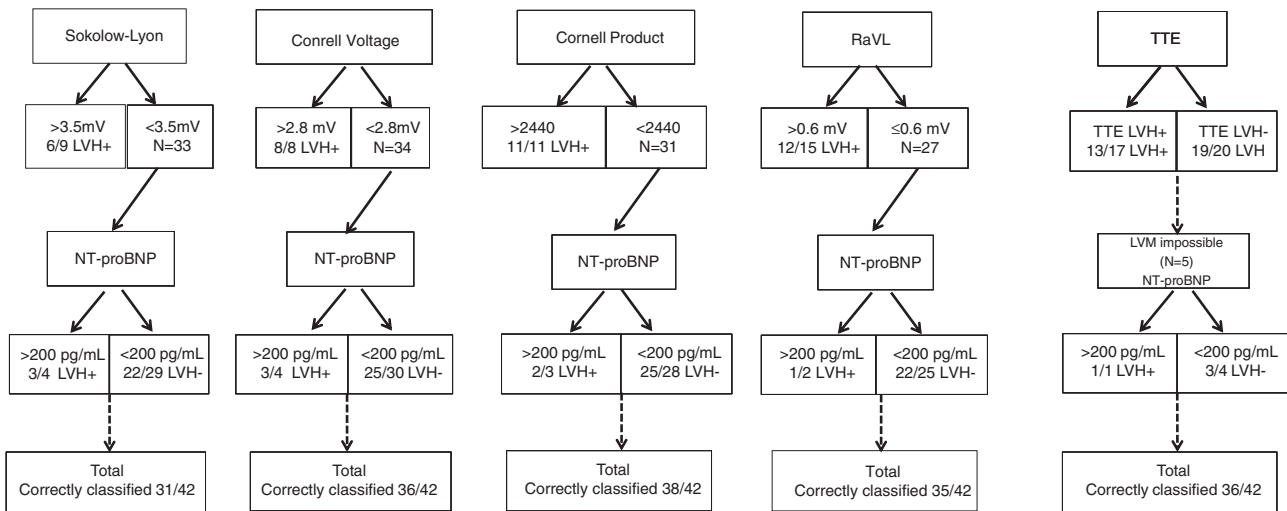 Sokolow-Lyon
>3.5mV
6/9 LVH+
<3.5mV
N=33
NT-proBNP
>200 pg/mL
3/4 LVH+
<200 pg/mL
22/29 LVH-
Total
Correctly classified 31/42
Conrell Voltage
>2.8 mV
8/8 LVH+
<2.8mV
N=34
NT-proBNP
>200 pg/mL
3/4 LVH+
<200 pg/mL
25/30 LVH-
Total
Correctly classified 36/42
Cornell Product
>2440
11/11 LVH+
<2440
N=31
NT-proBNP
>200 pg/mL
2/3 LVH+
<200 pg/mL
25/28 LVH-
Total
Correctly classified 38/42
RaVL
>0.6 mV
12/15 LVH+
≤0.6 mV
N=27
NT-proBNP
>200 pg/mL
1/2 LVH+
<200 pg/mL
22/25 LVH-
Total
Correctly classified 35/42
TTE
TTE LVH+
13/17 LVH+
TTE LVH-
19/20 LVH
LVM impossible
(N=5)
NT-proBNP
>200 pg/mL
1/1 LVH+
<200 pg/mL
3/4 LVH-
Total
Correctly classified 36/42